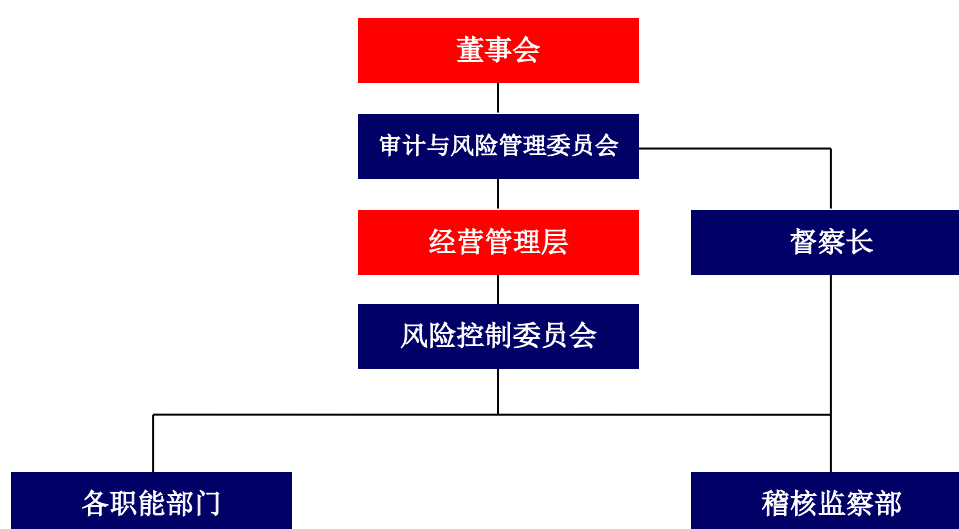 董事会
审计与风险管理委员会
经营管理层
督察长
风险控制委员会
各职能部门
稽核监察部